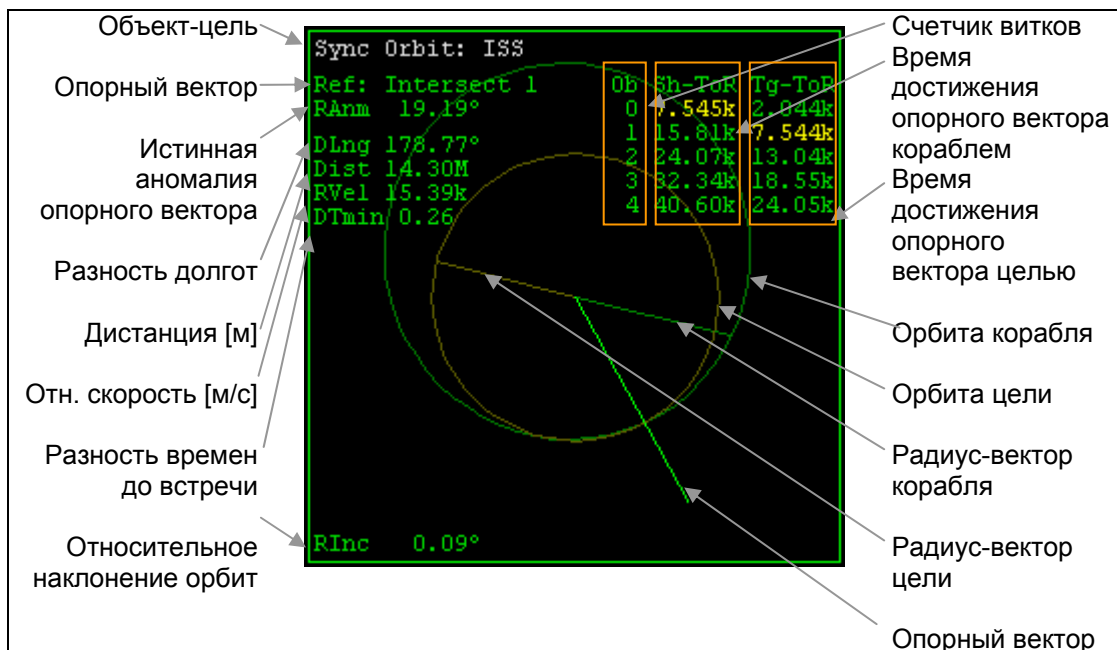 Объект-цель
Опорный вектор
Истинная
аномалия
опорного вектора
Разность долгот
Дистанция [м]
Отн. скорость [м/с]
Разность времен
до встречи
Относительное
наклонение орбит
Sync Orbit: ISS
Ref: Intersect 1
RAnm 19.19°
DLng 178.77°
Dist 14.30M
RVel 15.39k
DTmin 0.26
Ob Sh-ToR Tg-ToR
0 7.545k 2.044k
1 15.81k 7.544k
2 24.07k 13.04k
3 32.34k 18.55k
4 40.60k 24.05k
RInc 0.09°
Счетчик витков
Время
достижения
опорного вектора
кораблем
Время
достижения
опорного
вектора целью
Орбита корабля
Орбита цели
Радиус-вектор
корабля
Радиус-вектор
цели
Опорный вектор